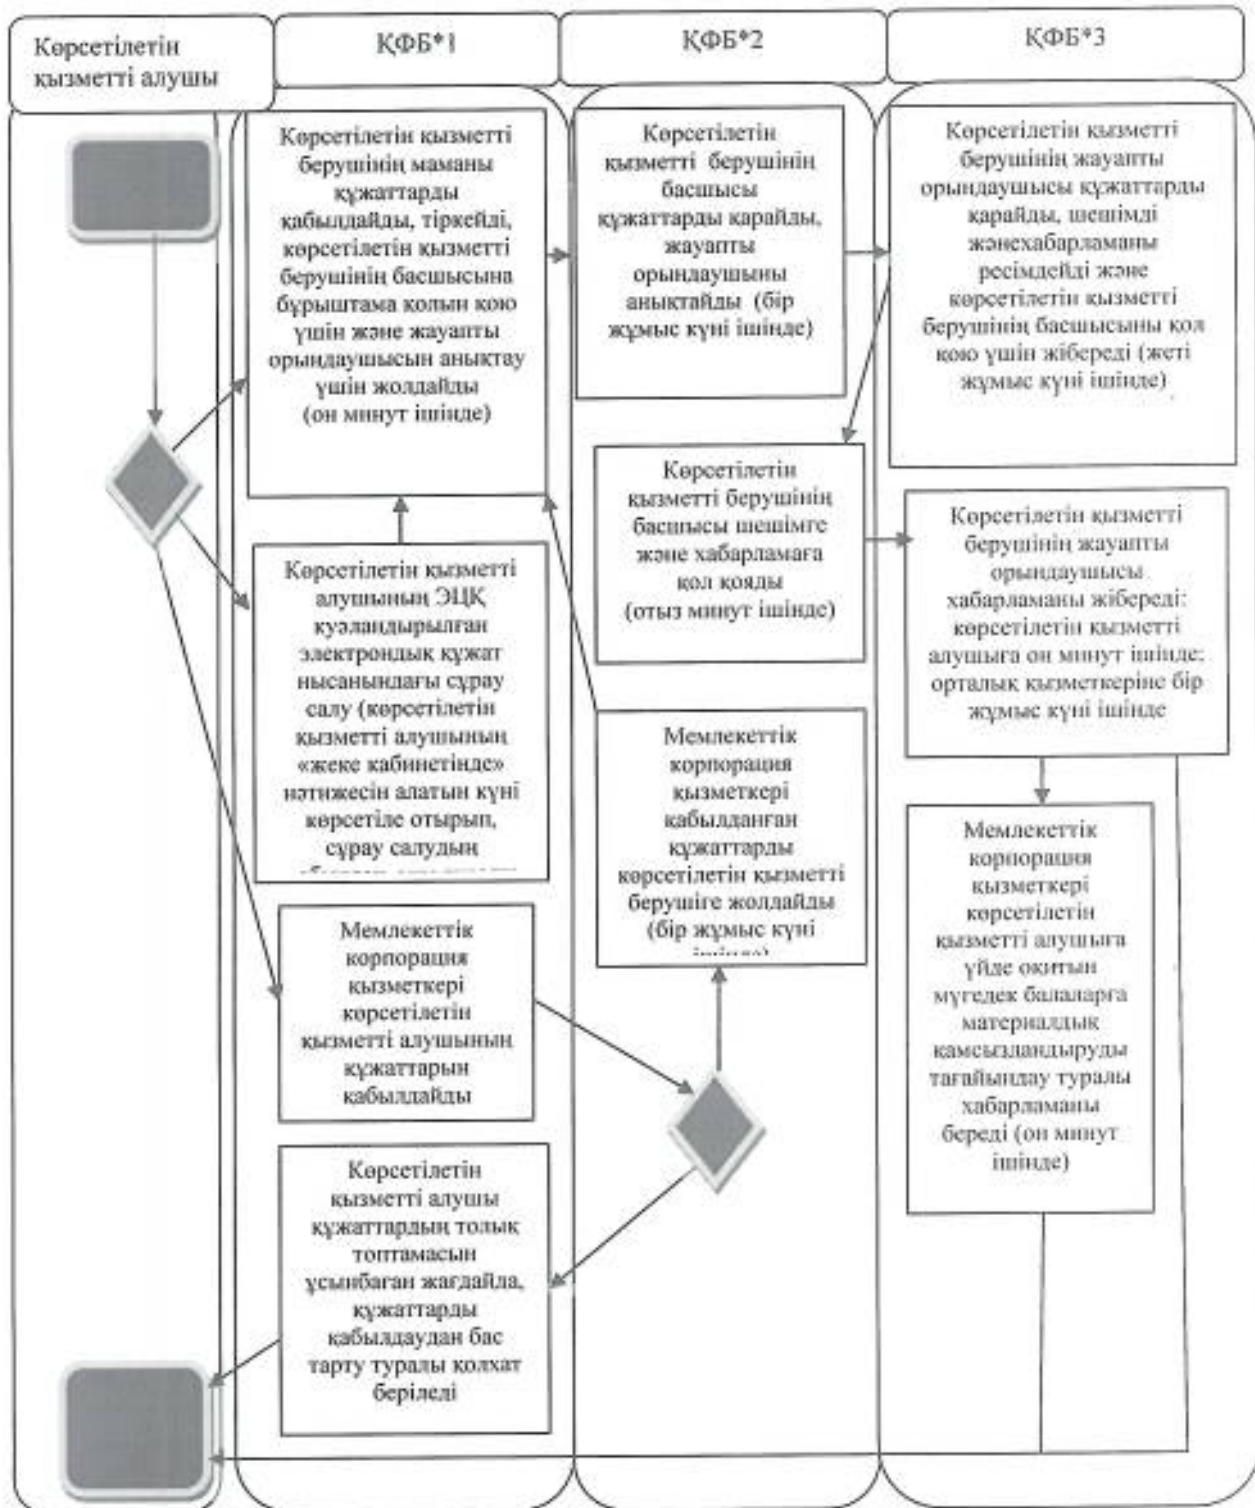 Көрсетілетін
қызметті алушы
ҚФБ*1
ҚФБ*2
ҚФБ*3
Көрсетілетін қызметті
берушінің маманы
құжаттарды
қабылдайды, тіркейді,
көрсетілетін қызметті
берушінің басшысына
бұрыштама қолын қою
үшін және жауапты
орындаушысын анықтау
үшін жолдайды
(он минут ішінде)
Көрсетілетін
қызметті берушінің
басшысы
құжаттарды қарайды,
жауапты
орындаушыны
анықтайды (бір
жұмыс күні ішінде)
Көрсетілетін қызметті
берушінің жауапты
орындаушысы құжаттарды
қарайды, шешімді
жәнехабарламаны
ресімдейді және
көрсетілетін қызметті
берушінің басшысыны қол
қою үшін жібереді (жеті
жұмыс күні ішінде)
Көрсетілетін қызметті
алушының ЭЦҚ
куәландырылған
электрондық құжат
нысанындағы сұрау
салу (көрсетілетін
қызметті алушының
«жеке кабинетінде»
нәтижесін алатын күні
көрсетіле отырып,
сұрау салудың
Көрсетілетін
қызметті берушінің
басшысы шешімге
және хабарламаға
қол қояды
(отыз минут ішінде)
Көрсетілетін қызметті
берушінің жауапты
орындаушысы
хабарламаны жібереді:
көрсетілетін қызметті
алушыға он минут ішінде;
орталық қызметкеріне бір
жұмыс күні ішінде
Мемлекеттік
корпорация
қызметкері
қабылданған
құжаттарды
көрсетілетін қызметті
берушіге жолдайды
(бір жұмыс күні
ішінде)
Мемлекеттік
корпорация
қызметкері
көрсетілетін
қызметті алушының
құжаттарын
қабылдайды
Мемлекеттік
корпорация
қызметкері
көрсетілетін
қызметті алушыға
үйде оқитын
мүгедек балаларға
материалдық
қамсыздандыруды
тағайындау туралы
хабарламаны
береді (он минут
ішінде)
Көрсетілетін
қызметті алушы
құжаттардың толық
топтамасын
ұсынбаған жағдайда,
құжаттарды
қабылдаудан бас
тарту туралы қолхат
беріледі